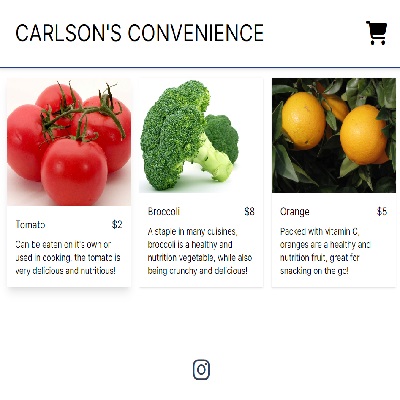 CARLSON'S CONVENIENCE
Tomato $2
Can be eaten on it's own or
used in cooking, the tomato is
very delicious and nutritious!
Broccoli $8
A staple in many cuisines,
broccoli is a healthy and
nutrition vegetable, while also
being crunchy and delicious!
Orange $5
Packed with vitamin C,
oranges are a healthy and
nutrition fruit, great for
snacking on the go!